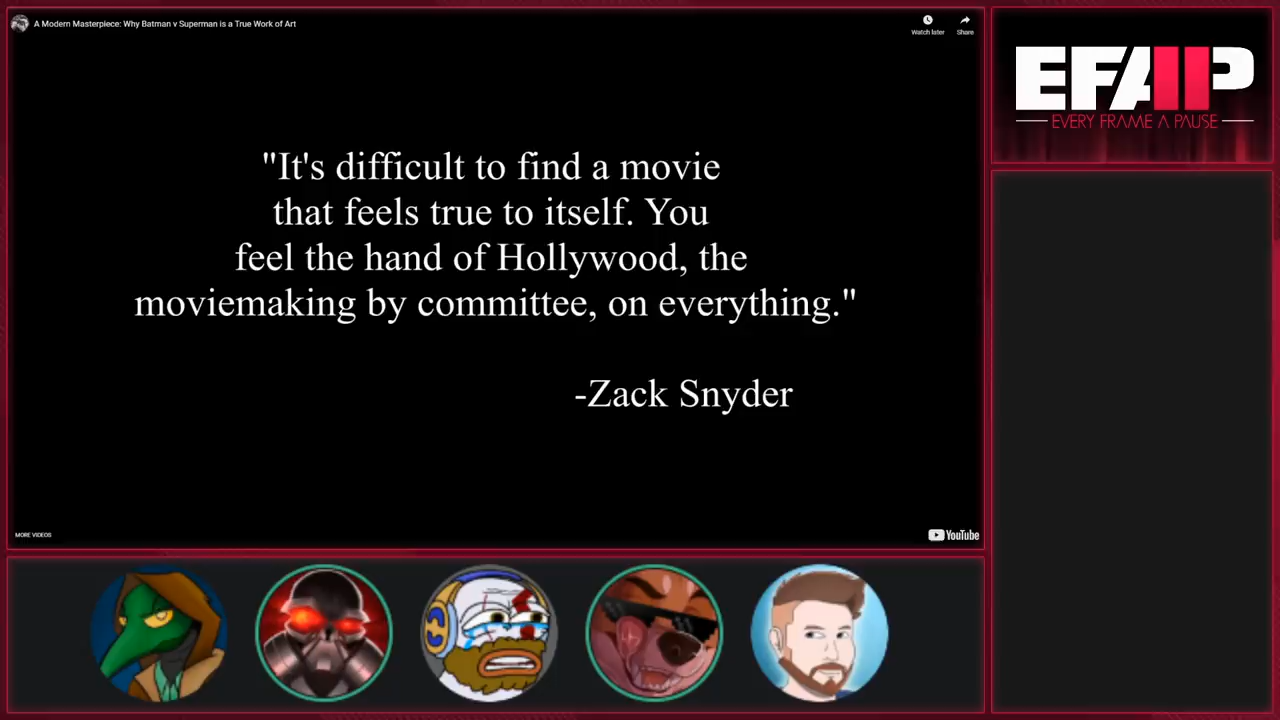 A Modern Masterpiece: Why Batman v Superman is a True Work of Art
Watch later
Share
"It's difficult to find a movie
that feels true to itself. You
feel the hand of Hollywood, the
moviemaking by committee, on everything."
-Zack Snyder
MORE VIDEOS
YouTube
EFAP
EVERY FRAME A PAUSE